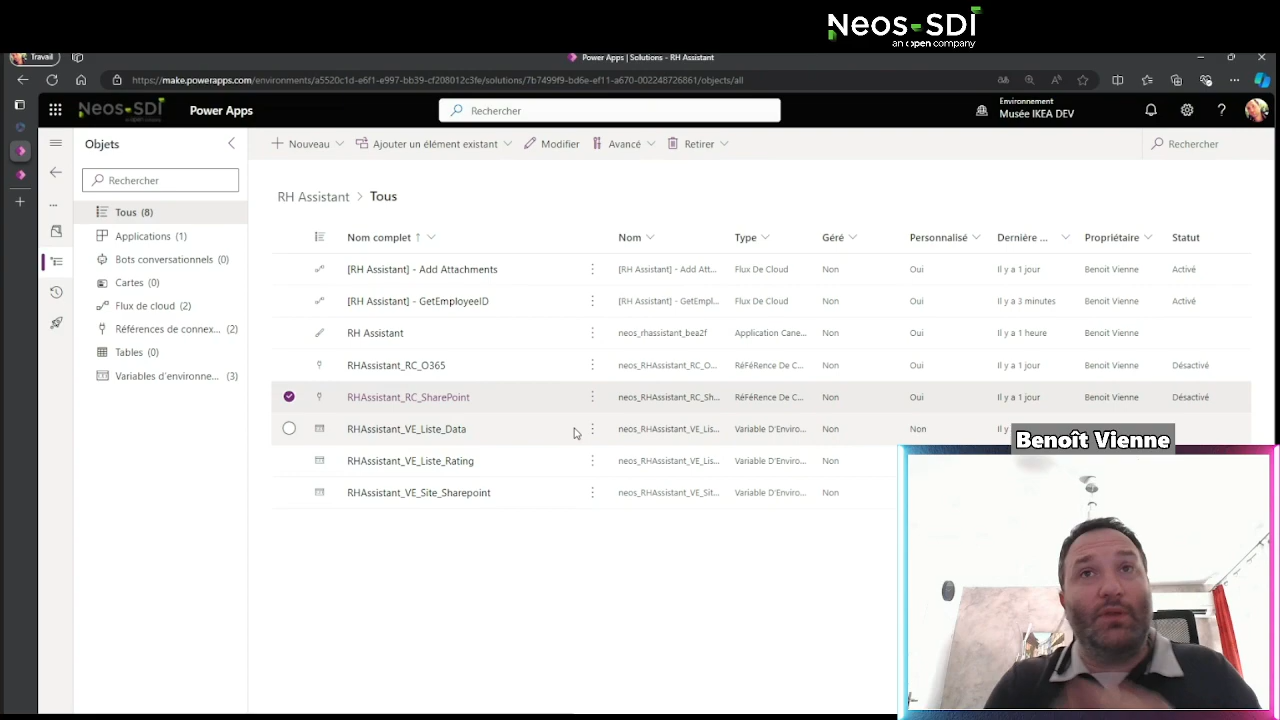 Neos-SDI
an open company
Travail
Power Apps | Solutions - RH Assistant
https://make.powerapps.com/environments/a5520c1d-e6f1-e997-bb39-cf208012c3fe/solutions/7b7499f9-bd6e-ef11-a670-002248726861/objects/all
Neos-SDI
Power Apps
Rechercher
Environnement
Musée IKEA DEV
Objets
Nouveau
Ajouter un élément existant
Modifier
Avancé
Retirer
Rechercher
Rechercher
RH Assistant > Tous
Tous (8)
Applications (1)
Bots conversationnels (0)
Cartes (0)
Flux de cloud (2)
Références de connex... (2)
Tables (0)
Variables d'environne... (3)
Nom complet ↑ Nom Type Géré Personnalisé Dernière ... Propriétaire Statut
[RH Assistant] - Add Attachments [RH Assistant] - Add Att... Flux De Cloud Non Oui Il y a 1 jour Benoit Vienne Activé
[RH Assistant] - GetEmployeeID [RH Assistant] - GetEmpl... Flux De Cloud Non Oui Il y a 3 minutes Benoit Vienne Activé
RH Assistant neos_rhassistant_bea2f Application Cane... Non Oui Il y a 1 heure Benoit Vienne
RHAssistant_RC_O365 neos_RHAssistant_RC_O... RéFéRence De C... Non Oui Il y a 1 jour Benoit Vienne Désactivé
RHAssistant_RC_SharePoint neos_RHAssistant_RC_Sh... RéFéRence De C... Non Oui Il y a 1 jour Benoit Vienne Désactivé
RHAssistant_VE_Liste_Data neos_RHAssistant_VE_Lis... Variable D'Enviro... Non Non Il y
RHAssistant_VE_Liste_Rating neos_RHAssistant_VE_Lis... Variable D'Enviro... Non
RHAssistant_VE_Site_Sharepoint neos_RHAssistant_VE_Sit... Variable D'Enviro... Non
Benoît Vienne